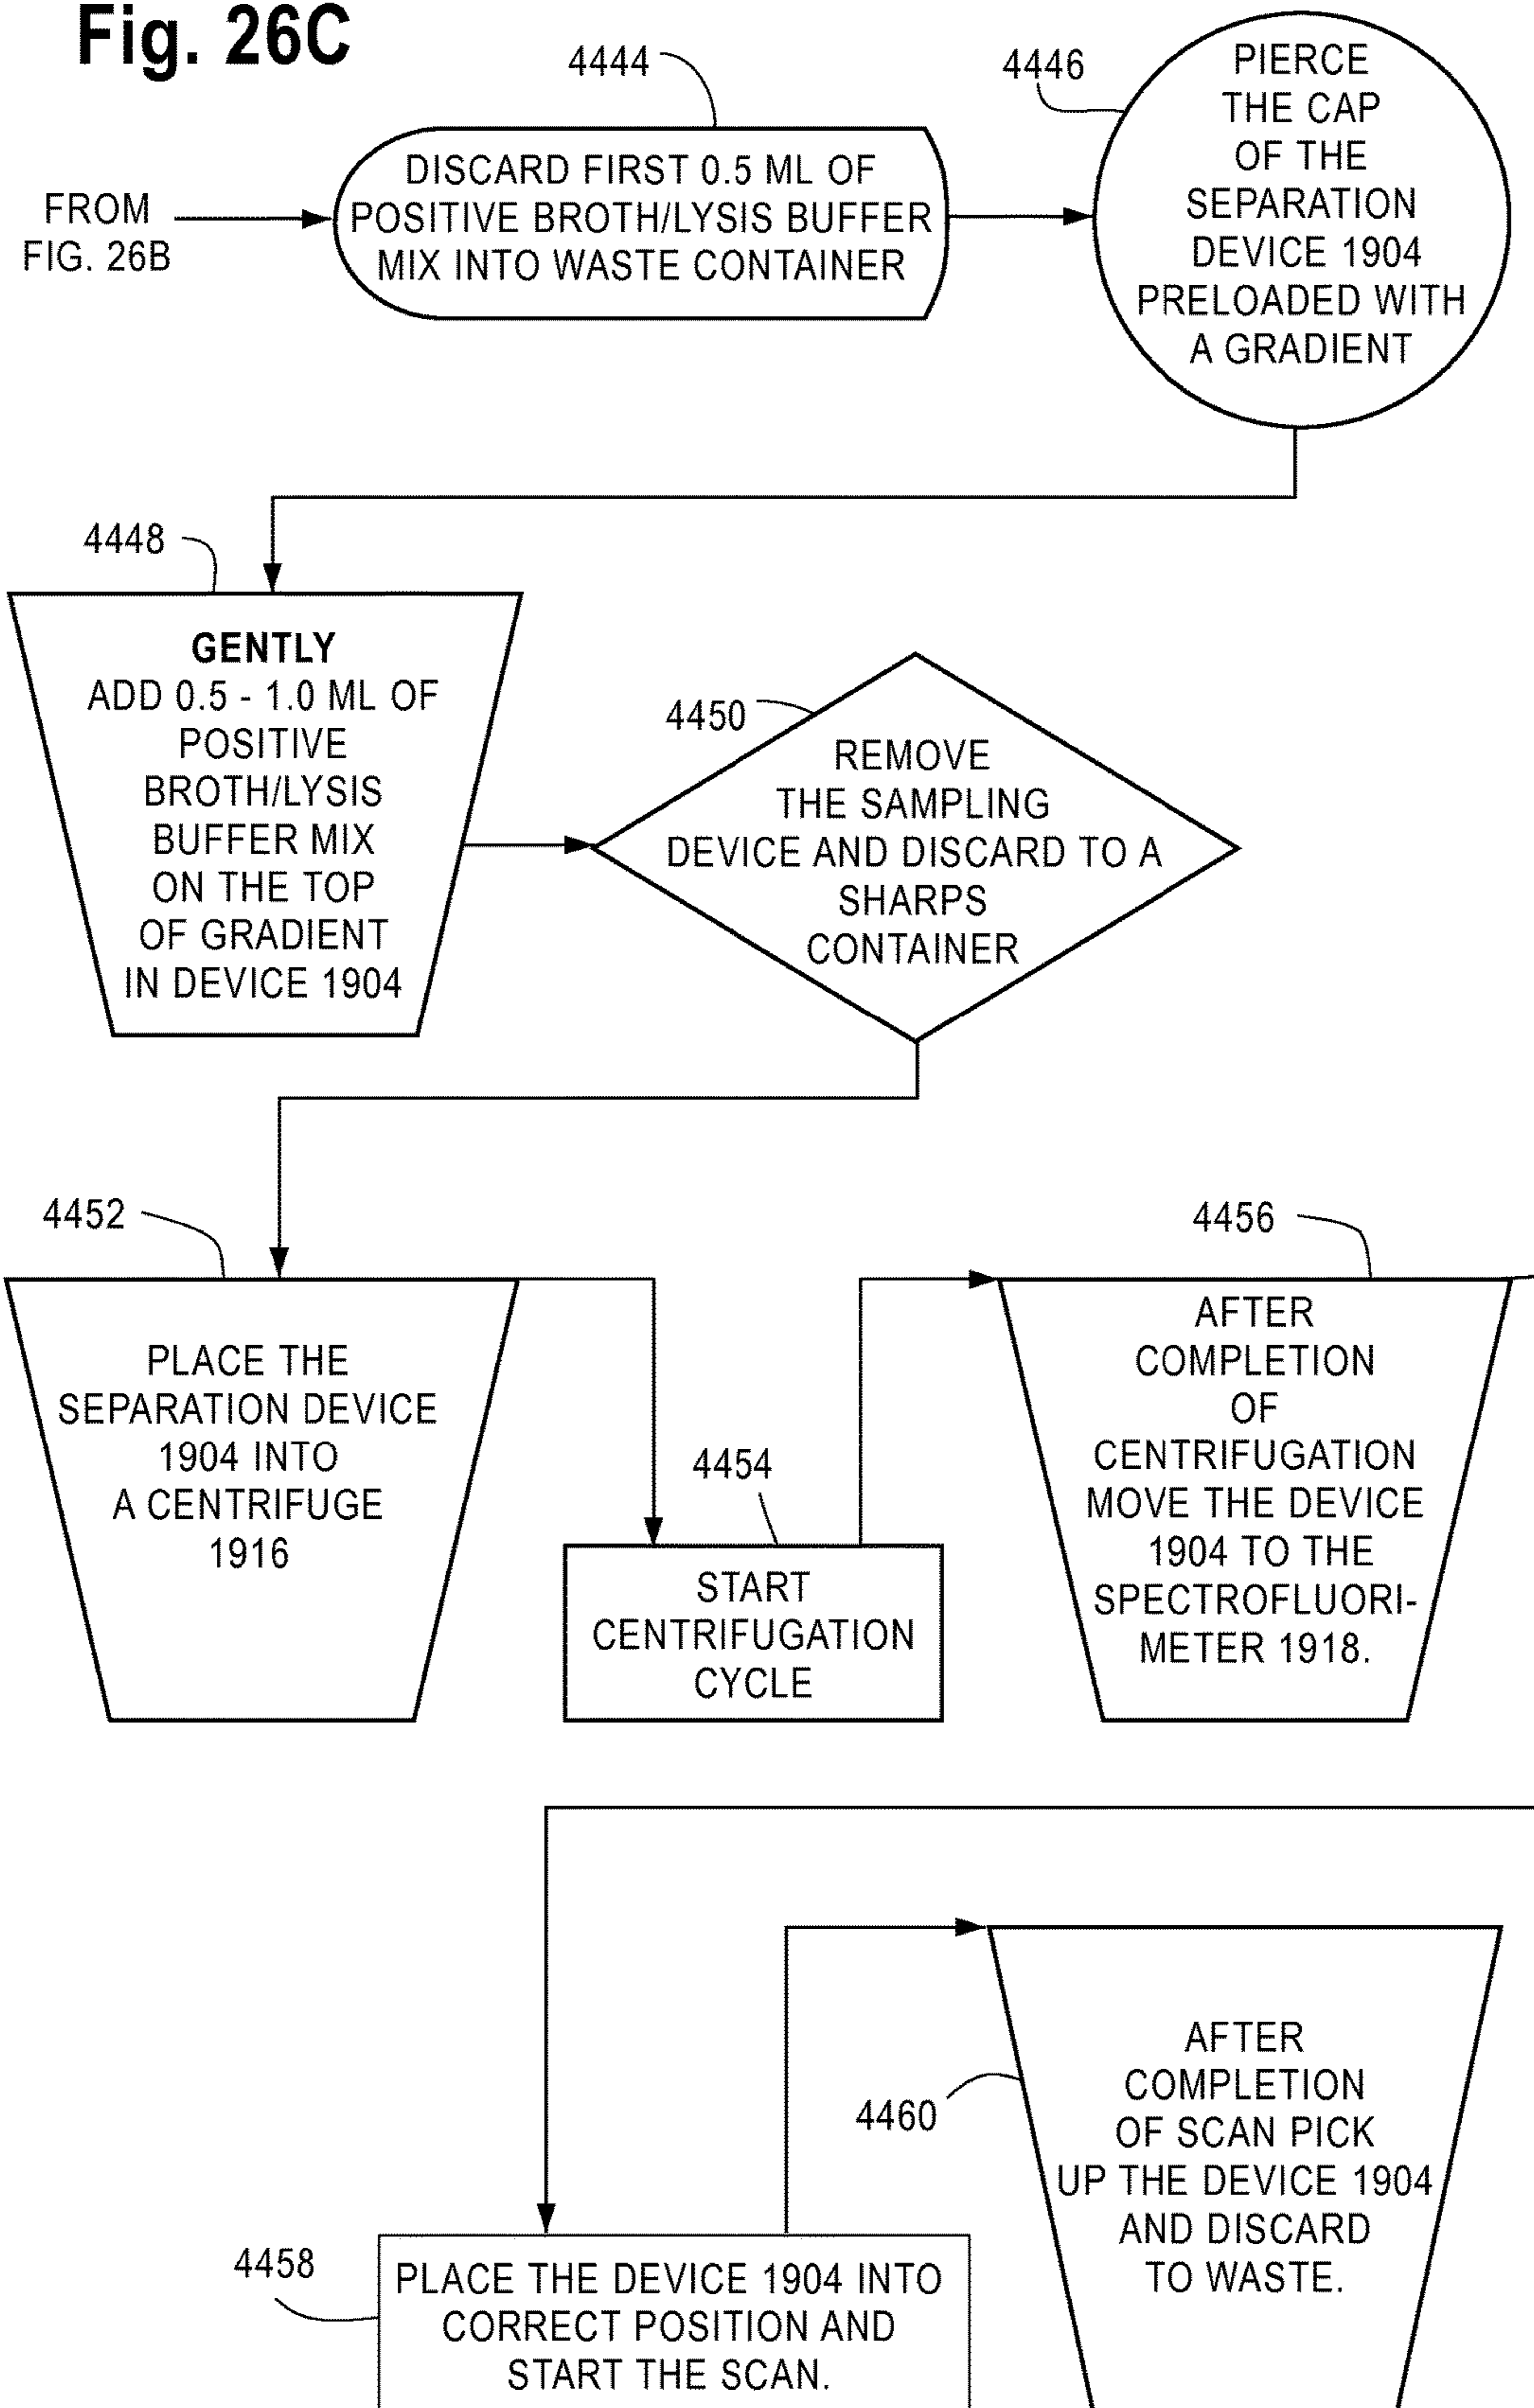 Fig. 26C
4444
4446
FROM
FIG. 26B
DISCARD FIRST 0.5 ML OF
POSITIVE BROTH/LYSIS BUFFER
MIX INTO WASTE CONTAINER
PIERCE
THE CAP
OF THE
SEPARATION
DEVICE 1904
PRELOADED WITH
A GRADIENT
4448
GENTLY
ADD 0.5 - 1.0 ML OF
POSITIVE
BROTH/LYSIS
BUFFER MIX
ON THE TOP
OF GRADIENT
IN DEVICE 1904
4450
REMOVE
THE SAMPLING
DEVICE AND DISCARD TO A
SHARPS
CONTAINER
4452
PLACE THE
SEPARATION DEVICE
1904 INTO
A CENTRIFUGE
1916
4454
START
CENTRIFUGATION
CYCLE
4456
AFTER
COMPLETION
OF
CENTRIFUGATION
MOVE THE DEVICE
1904 TO THE
SPECTROFLUORI-
METER 1918.
4458
PLACE THE DEVICE 1904 INTO
CORRECT POSITION AND
START THE SCAN.
4460
AFTER
COMPLETION
OF SCAN PICK
UP THE DEVICE 1904
AND DISCARD
TO WASTE.